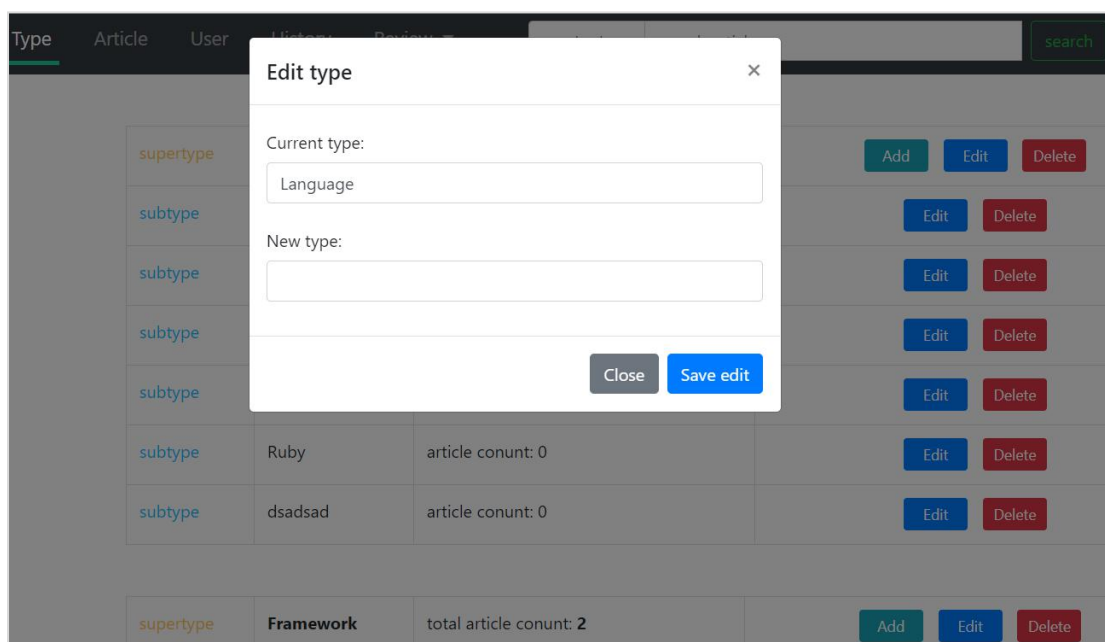 Type Article User History Review search
Edit type ×
Current type:
supertype Add Edit Delete
Language
subtype Edit Delete
New type:
subtype Edit Delete
subtype Edit Delete
Close Save edit
subtype Edit Delete
subtype Ruby article conunt: 0 Edit Delete
subtype dsadsad article conunt: 0 Edit Delete
supertype Framework total article conunt: 2 Add Edit Delete